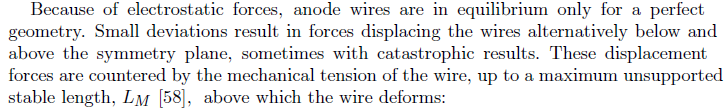 Because of electrostatic forces, anode wires are in equilibrium only for a perfect
geometry. Small deviations result in forces displacing the wires alternatively below and
above the symmetry plane, sometimes with catastrophic results. These displacement
forces are countered by the mechanical tension of the wire, up to a maximum unsupported
stable length, L_M [58], above which the wire deforms: